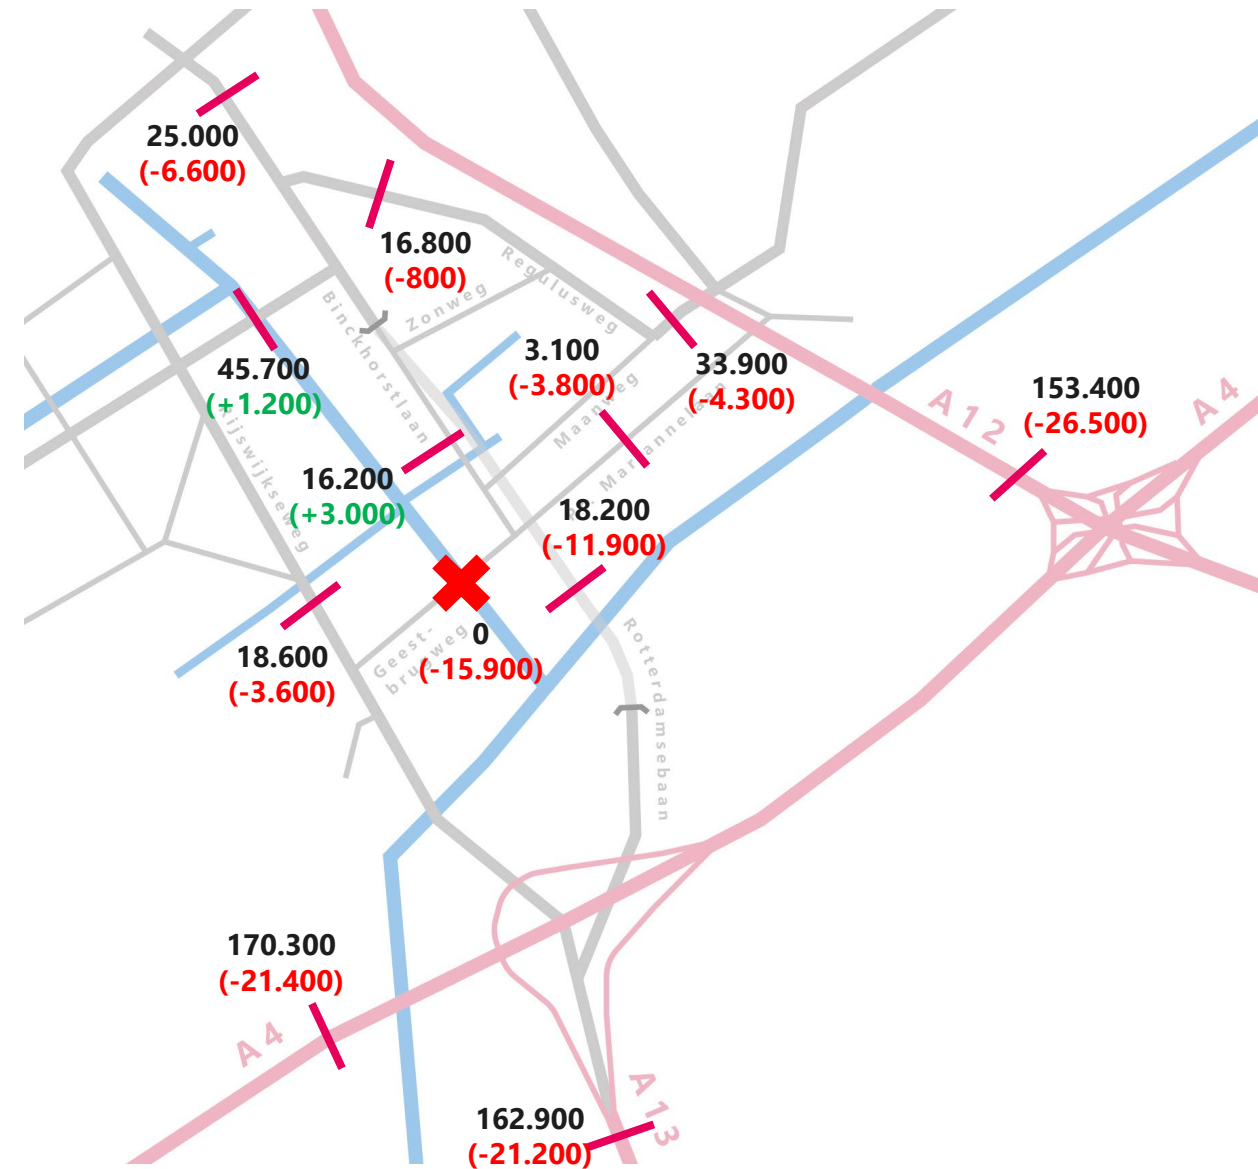 25.000
(-6.600)
16.800
(-800)
Regulusweg
Zonweg
Binckhorstlaan
3.100
(-3.800)
33.900
(-4.300)
45.700
(+1.200)
153.400
(-26.500)
A12
A4
Maanweg
Rijswijkseweg
16.200
(+3.000)
18.200
(-11.900)
0
(-15.900)
Geest-
brugweg
18.600
(-3.600)
Rotterdamsebaan
170.300
(-21.400)
A4
A13
162.900
(-21.200)